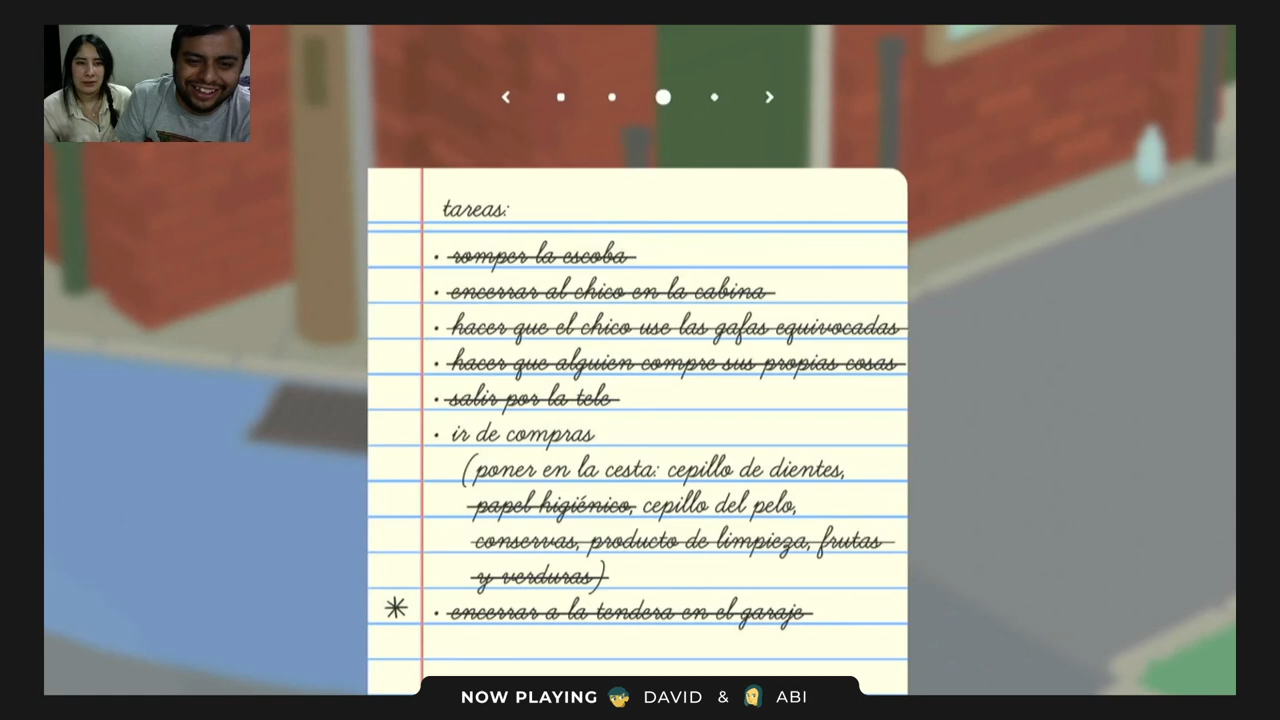 tareas:
• romper la escoba
• encerrar al chico en la cabina
• hacer que el chico use las gafas equivocadas
• hacer que alguien compre sus propias cosas
• salir por la tele
• ir de compras
(poner en la cesta: cepillo de dientes,
papel higiénico, cepillo del pelo,
conservas, producto de limpieza, frutas
y verduras)
* • encerrar a la tendera en el garaje
NOW PLAYING DAVID & ABI